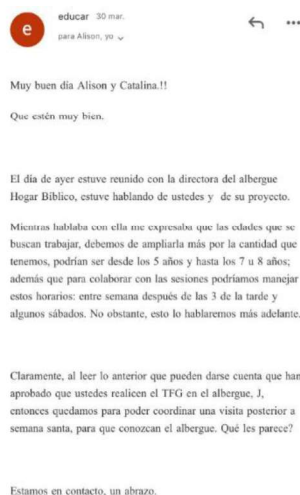 educar 30 mar.
e
para Alison, yo
Muy buen día Alison y Catalina.!!
Que estén muy bien.
El día de ayer estuve reunido con la directora del albergue
Hogar Bíblico, estuve hablando de ustedes y de su proyecto.
Mientras hablaba con ella me expresaba que las edades que se
buscan trabajar, debemos de ampliarla más por la cantidad que
tenemos, podrían ser desde los 5 años y hasta los 7 u 8 años;
además que para colaborar con las sesiones podríamos manejar
estos horarios: entre semana después de las 3 de la tarde y
algunos sábados. No obstante, esto lo hablaremos más adelante.
Claramente, al leer lo anterior que pueden darse cuenta que han
aprobado que ustedes realicen el TFG en el albergue, J,
entonces quedamos para poder coordinar una visita posterior a
semana santa, para que conozcan el albergue. Qué les parece?
Estamos en contacto, un abrazo.